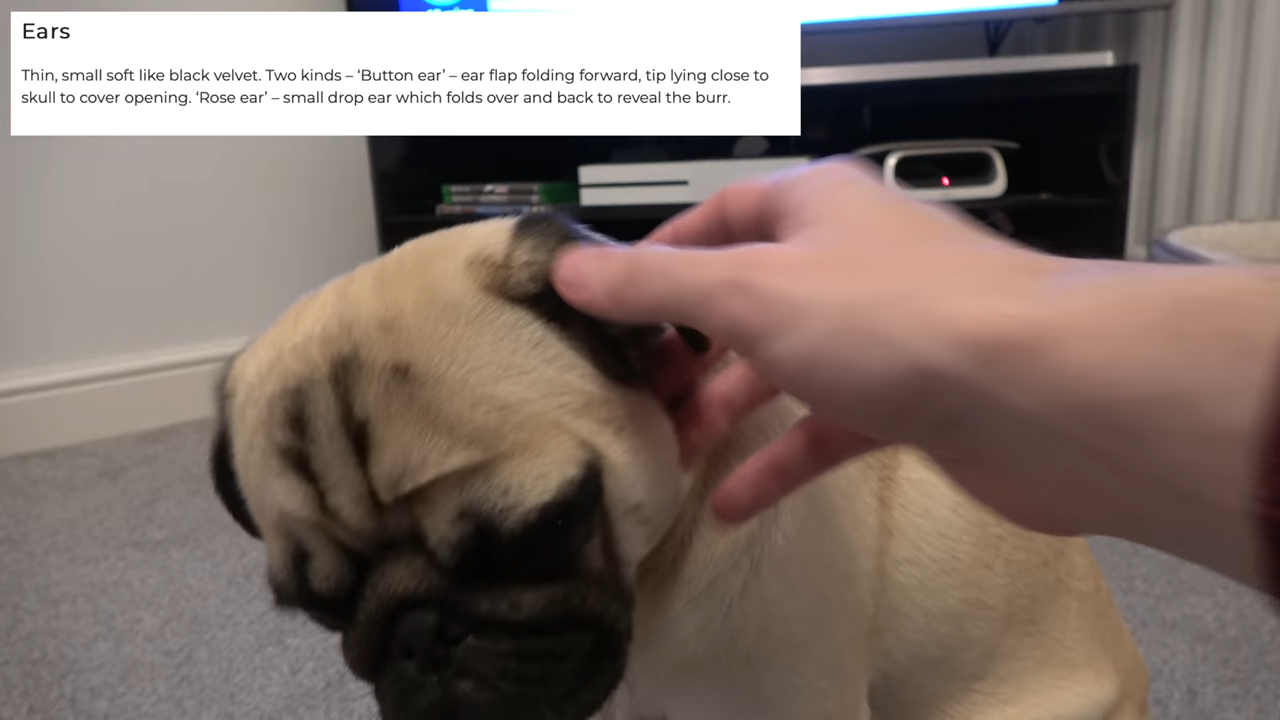 Ears
Thin, small soft like black velvet. Two kinds – ‘Button ear’ – ear flap folding forward, tip lying close to
skull to cover opening. ‘Rose ear’ – small drop ear which folds over and back to reveal the burr.